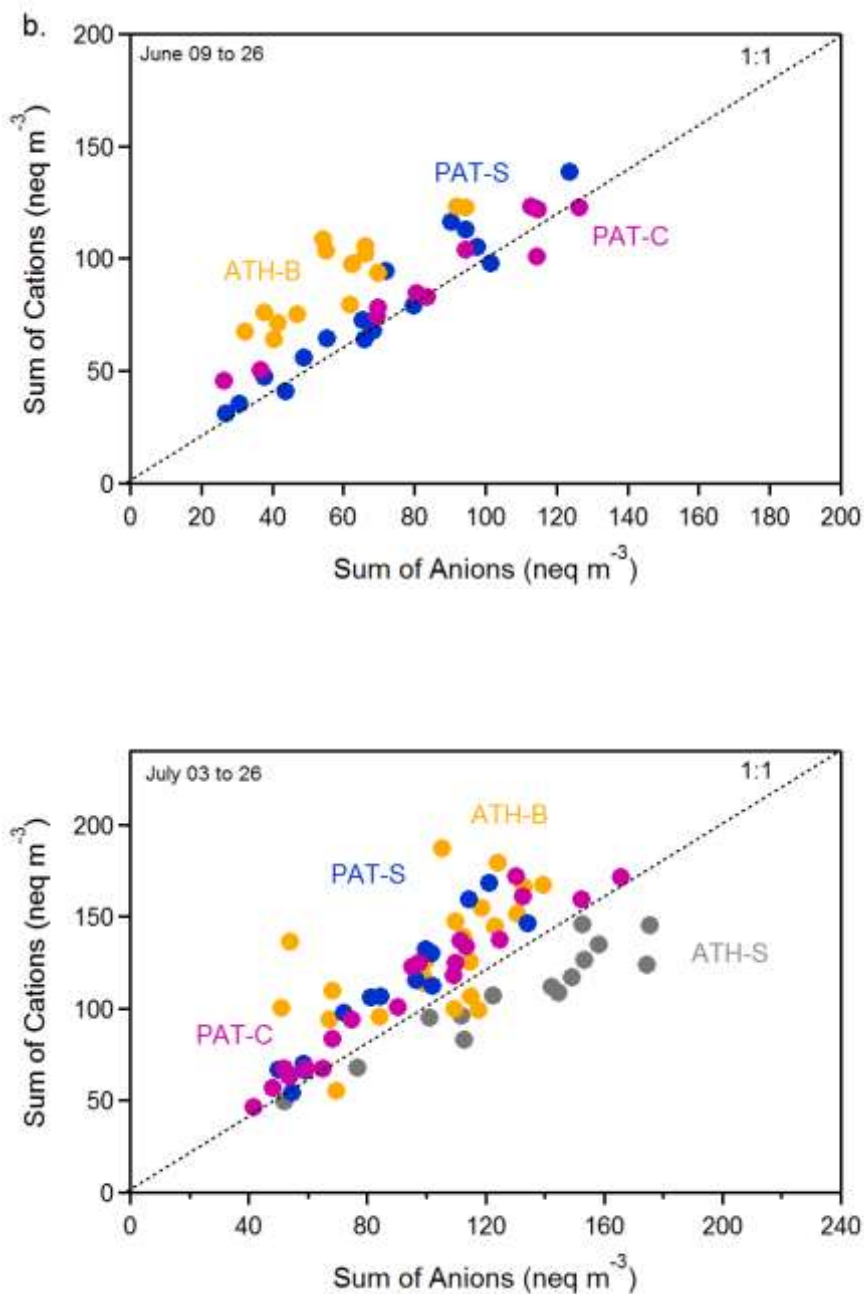 b.
200
June 09 to 26
1:1
150
PAT-S
PAT-C
100
ATH-B
50
0
0 20 40 60 80 100 120 140 160 180 200
Sum of Cations (neq m⁻³)
Sum of Anions (neq m⁻³)
July 03 to 26
1:1
200
ATH-B
PAT-S
150
ATH-S
100
PAT-C
50
0
0 40 80 120 160 200 240
Sum of Cations (neq m⁻³)
Sum of Anions (neq m⁻³)